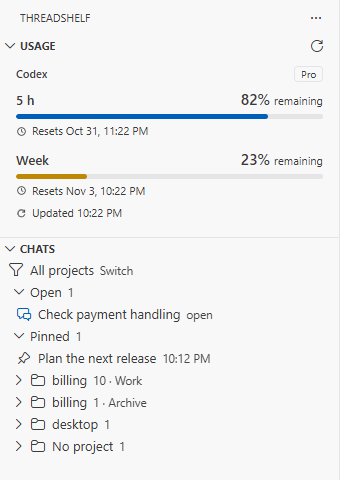 THREADSHELF
USAGE
Codex Pro
5 h 82% remaining
Resets Oct 31, 11:22 PM
Week 23% remaining
Resets Nov 3, 10:22 PM
Updated 10:22 PM
CHATS
All projects Switch
Open 1
Check payment handling open
Pinned 1
Plan the next release 10:12 PM
billing 10 · Work
billing 1 · Archive
desktop 1
No project 1